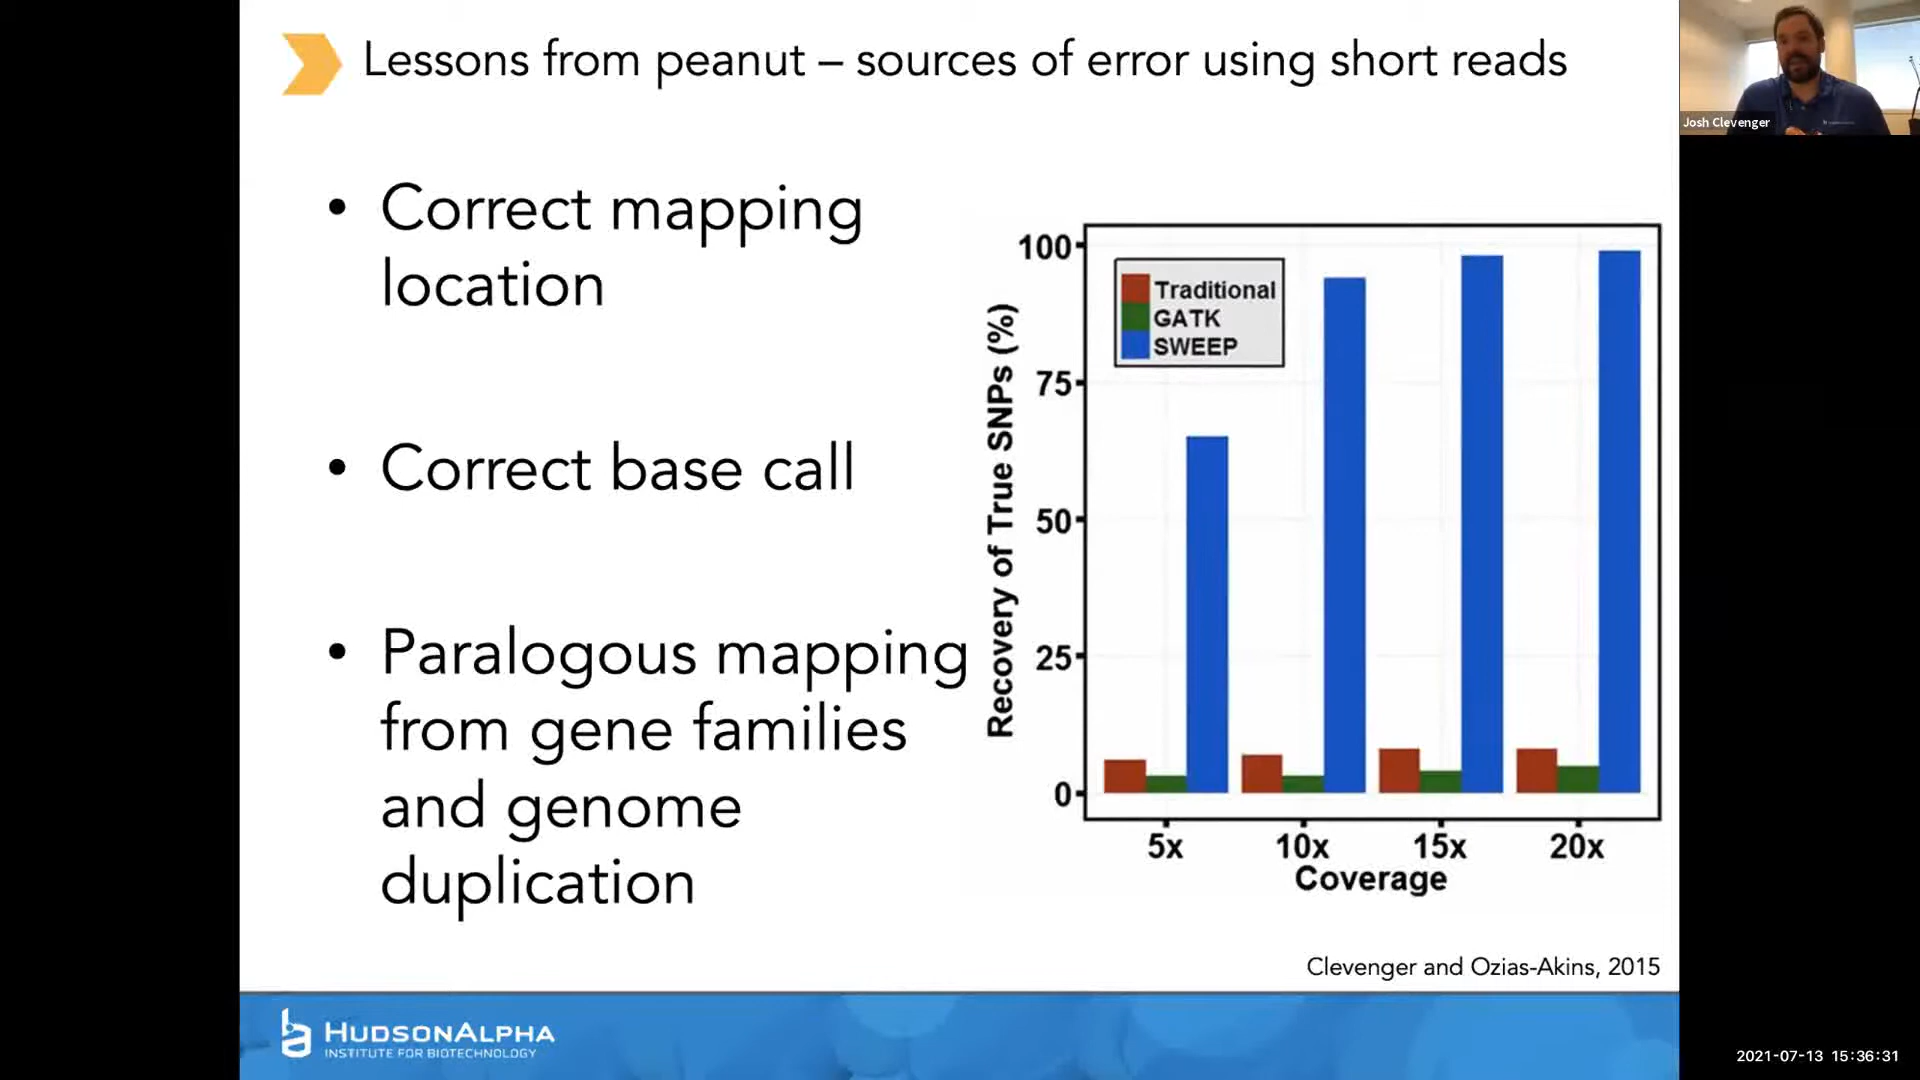 Lessons from peanut – sources of error using short reads
Josh Clevenger
• Correct mapping
location
• Correct base call
• Paralogous mapping
from gene families
and genome
duplication
Recovery of True SNPs (%)
100
75
50
25
0
Traditional
GATK
SWEEP
5x 10x 15x 20x
Coverage
Clevenger and Ozias-Akins, 2015
HUDSONALPHA
INSTITUTE FOR BIOTECHNOLOGY
2021-07-13 15:36:31